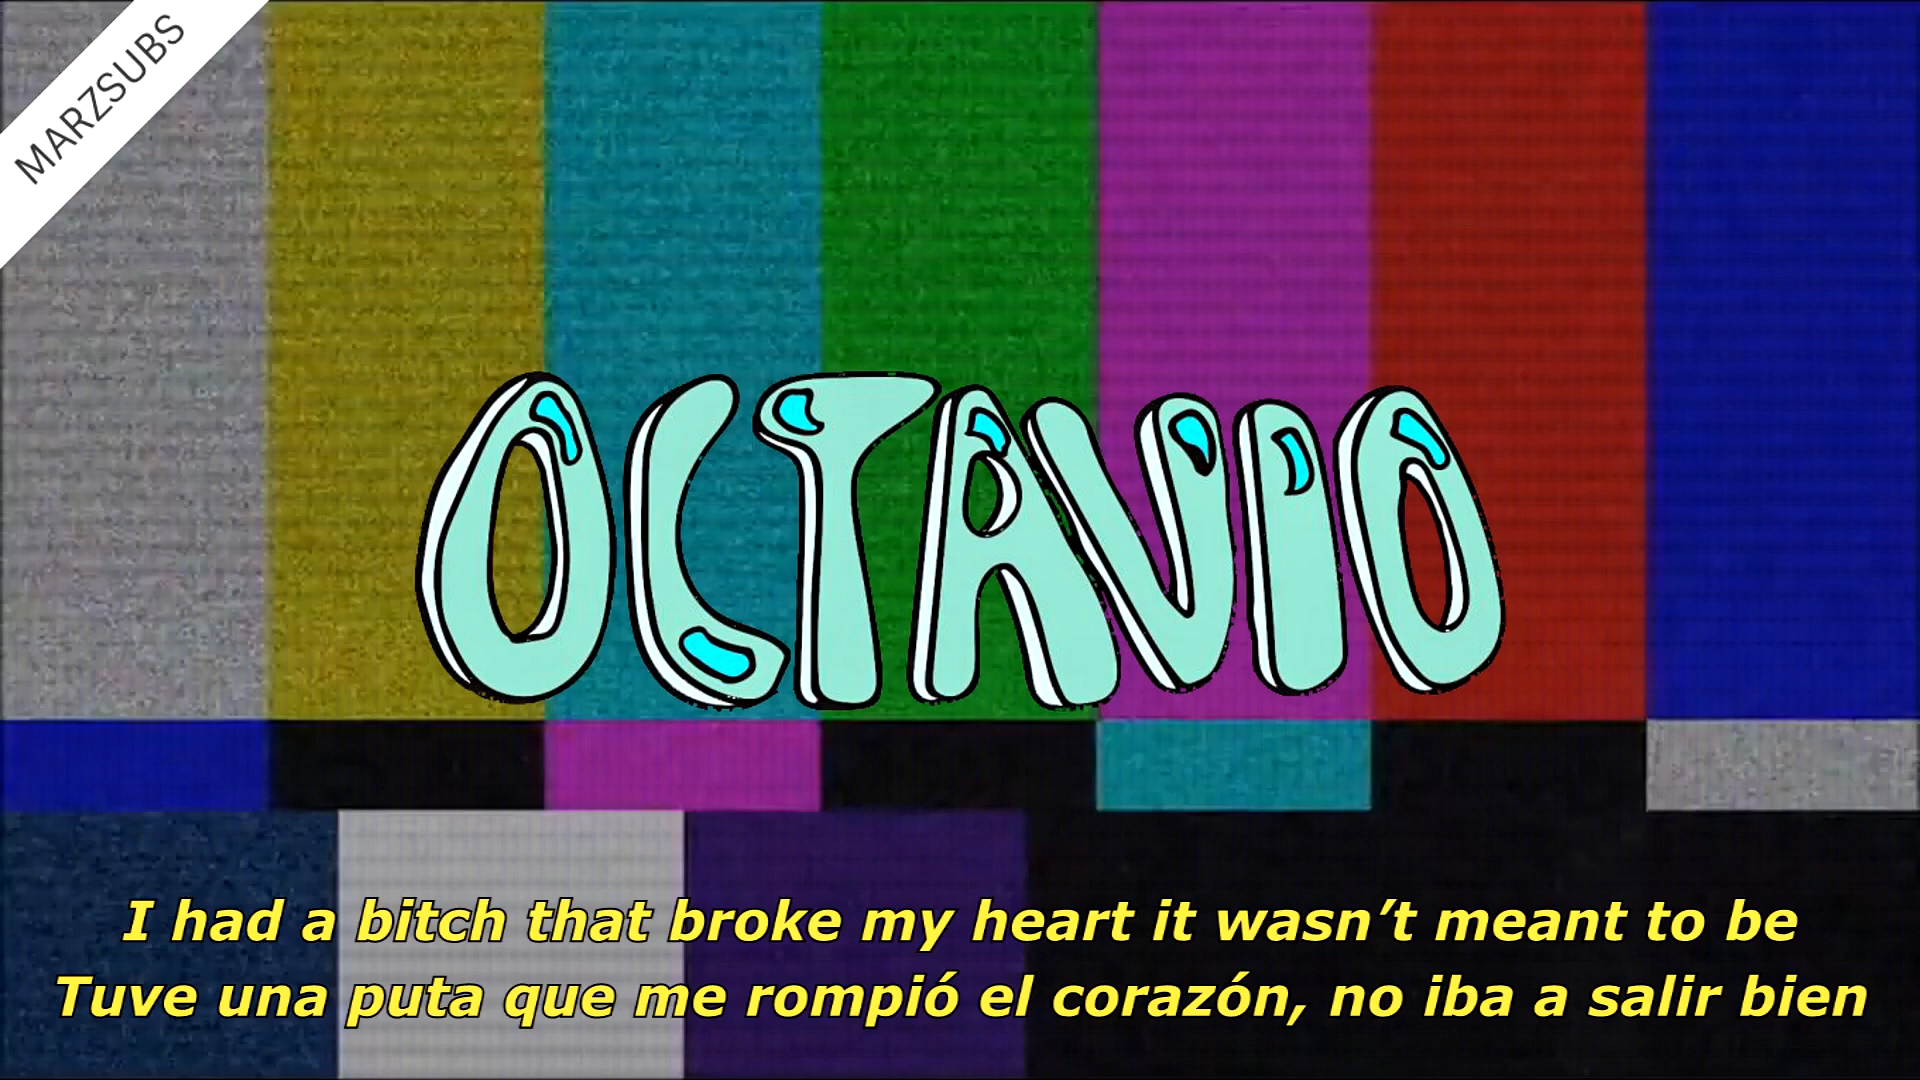 MARZSUBS
OCTAVIO
I had a bitch that broke my heart it wasn’t meant to be
Tuve una puta que me rompió el corazón, no iba a salir bien